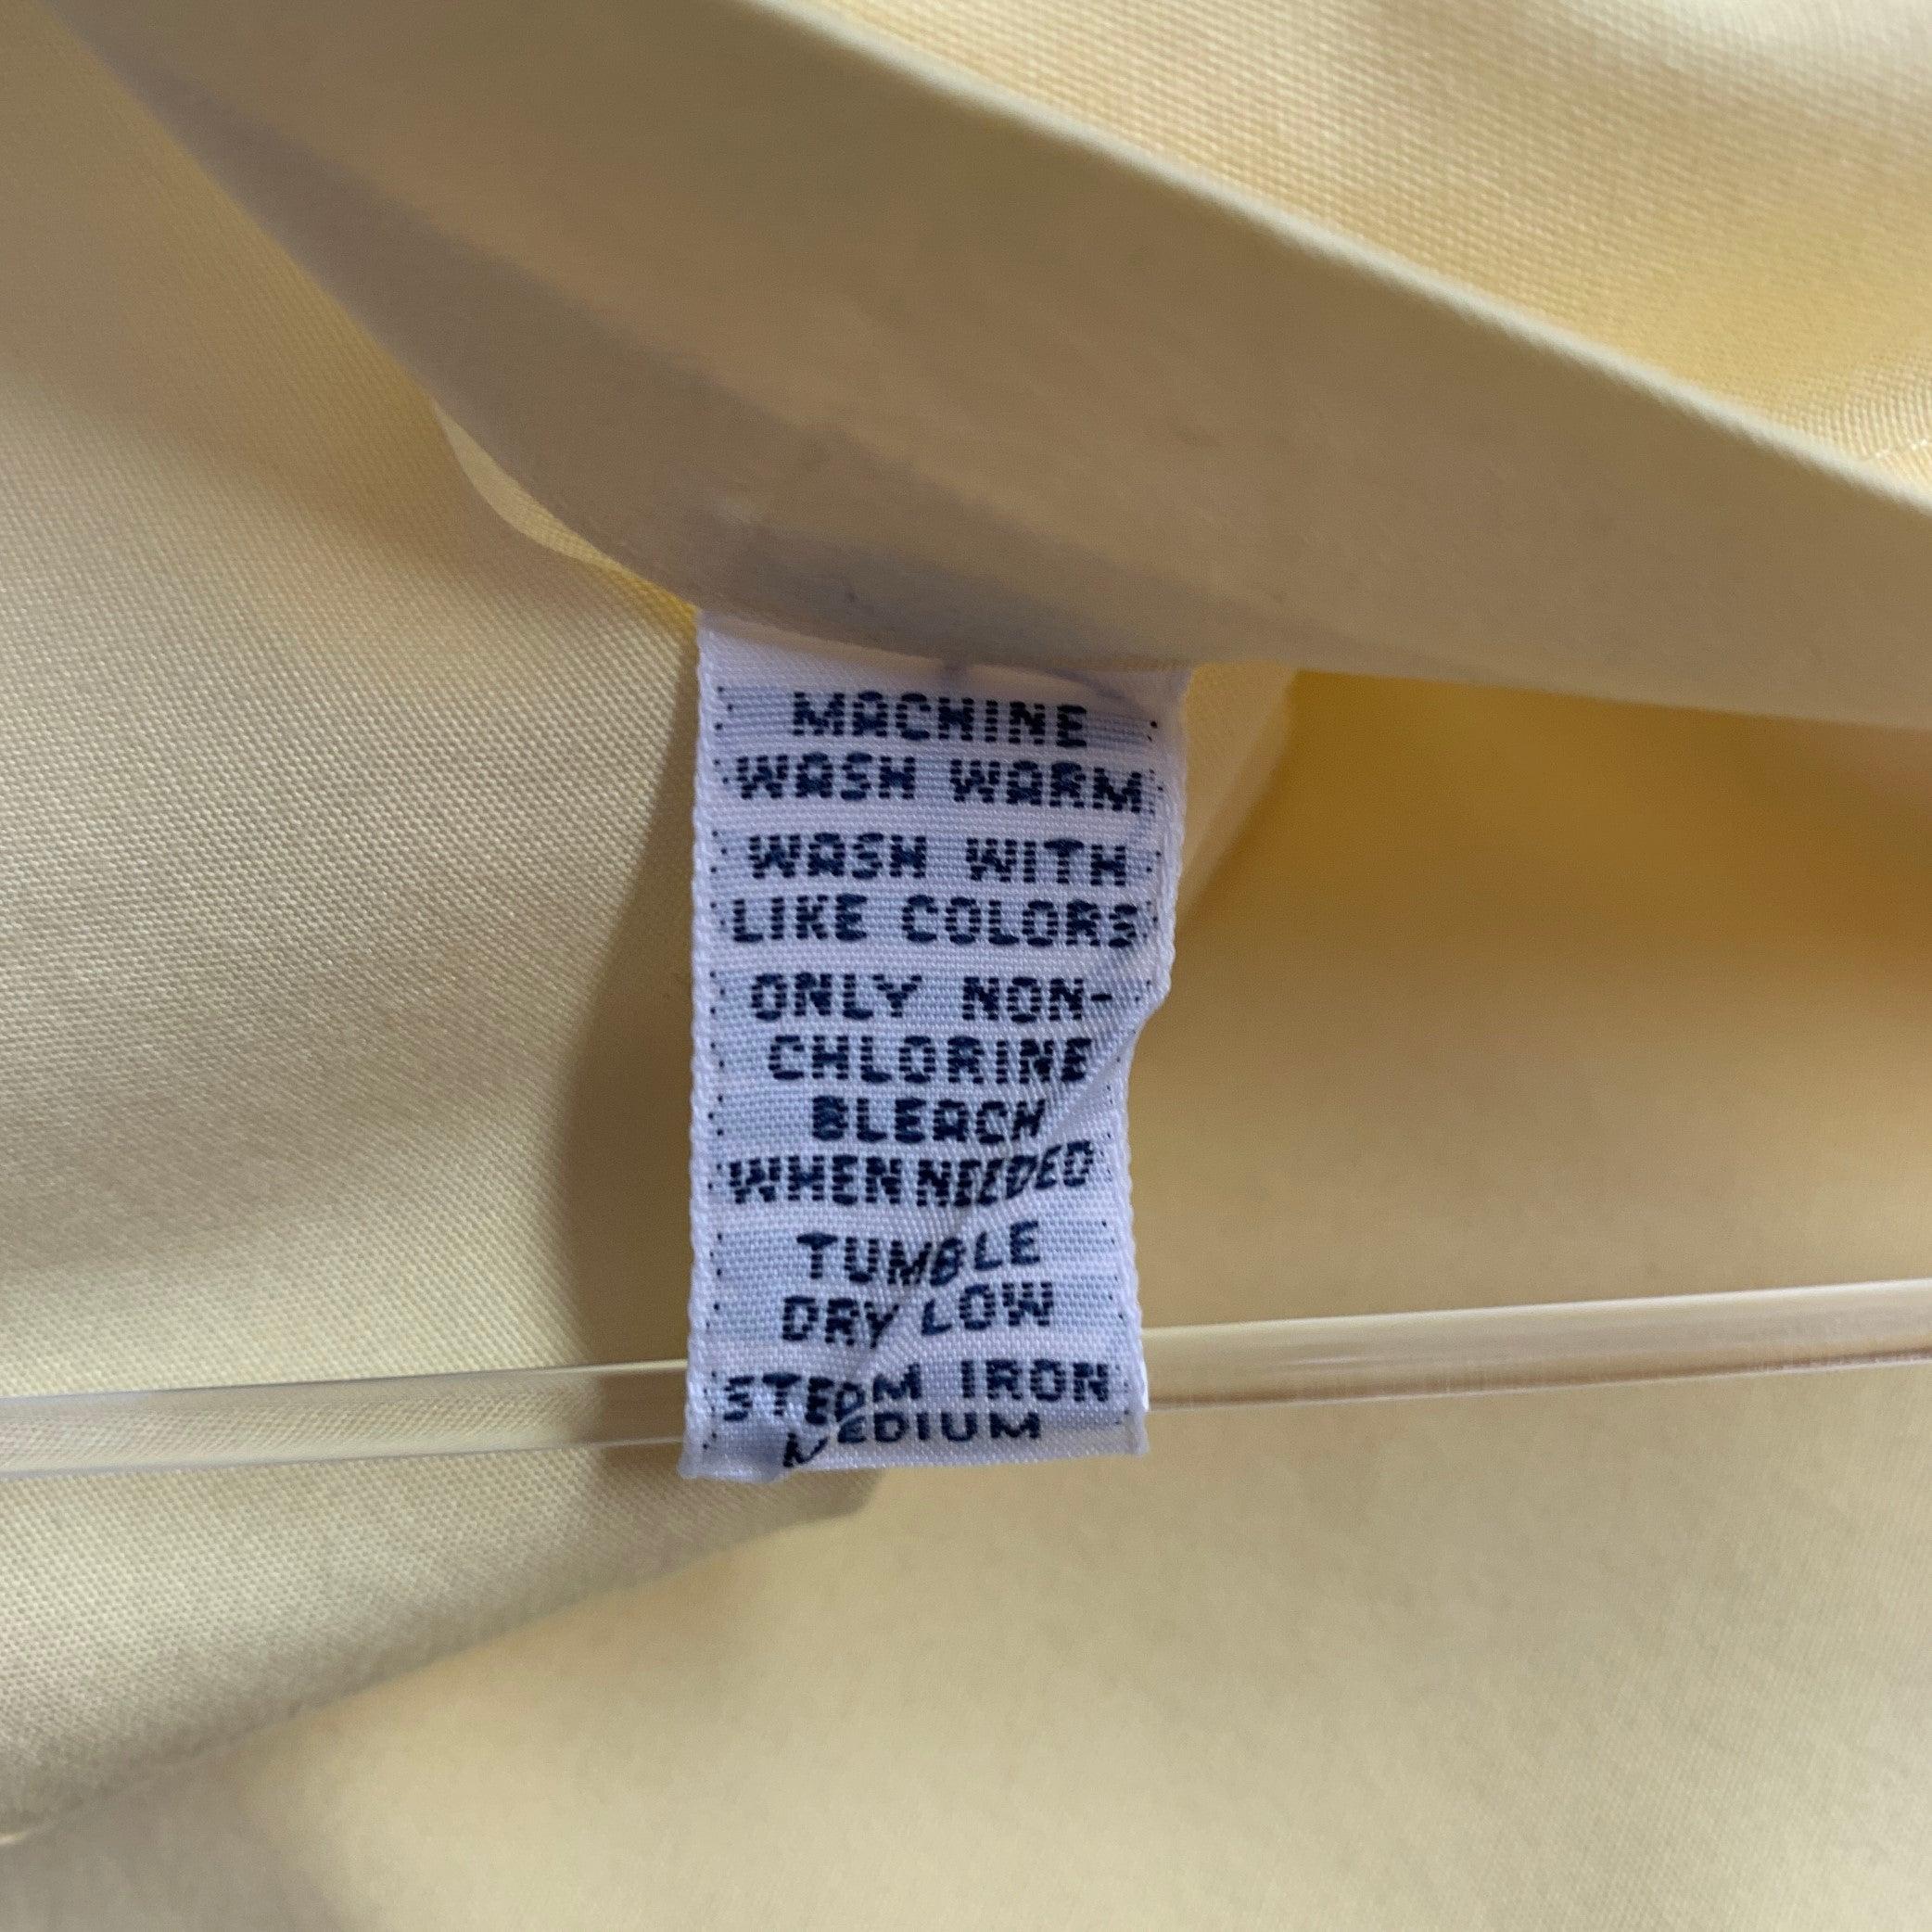 MACHINE
WASH WARM
WASH WITH
LIKE COLORS
ONLY NON-
CHLORINE
BLEACH
WHEN NEEDED
TUMBLE
DRY LOW
STEAM IRON
MEDIUM